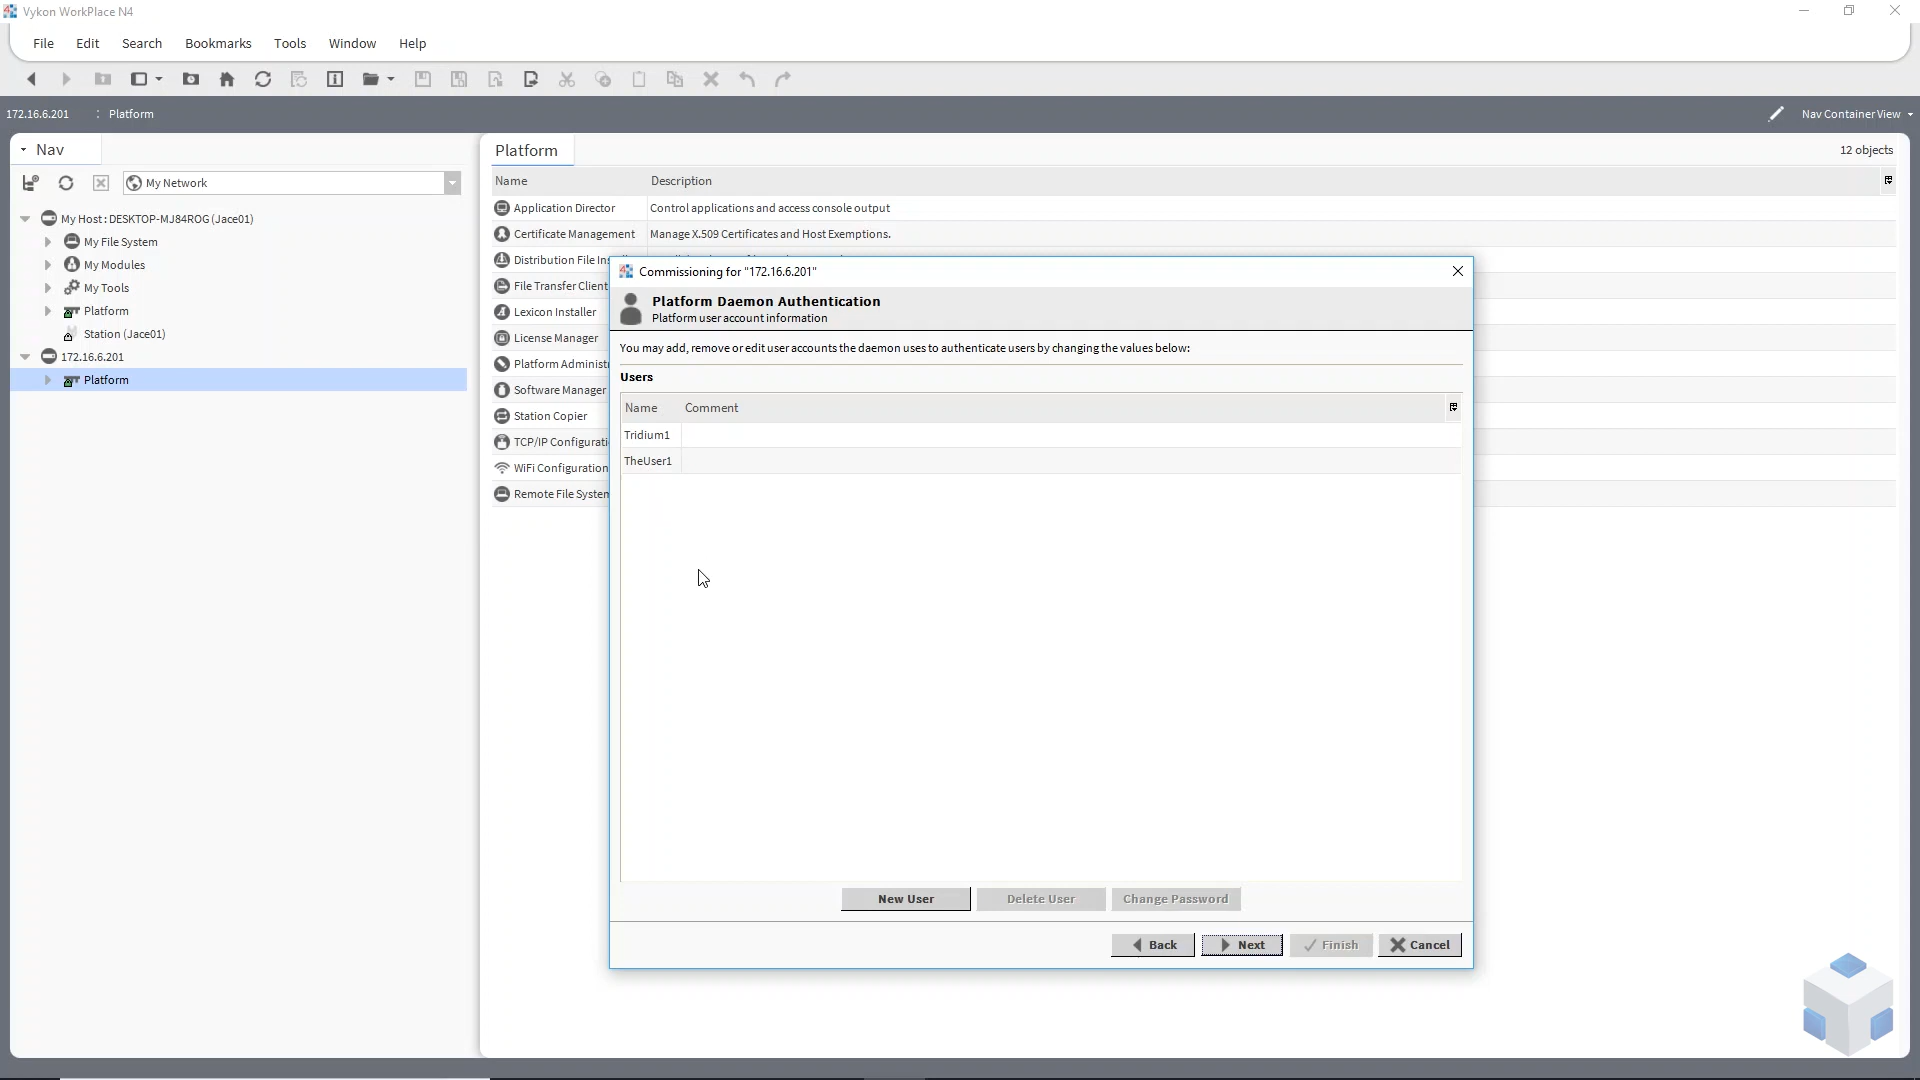 Vykon WorkPlace N4
File Edit Search Bookmarks Tools Window Help
172.16.6.201 : Platform
Nav Container View
Nav
My Network
My Host : DESKTOP-MJ84ROG (Jace01)
My File System
My Modules
My Tools
Platform
Station (Jace01)
172.16.6.201
Platform
Platform
12 objects
Name Description
Application Director Control applications and access console output
Certificate Management Manage X.509 Certificates and Host Exemptions.
Distribution File
File Transfer Client
Lexicon Installer
License Manager
Platform
Software Manager
Station Copier
TCP/IP
WiFi Configuration
Remote File
Commissioning for "172.16.6.201"
Platform Daemon Authentication
Platform user account information
You may add, remove or edit user accounts the daemon uses to authenticate users by changing the values below:
Users
Name Comment
Tridium1
TheUser1
New User Delete User Change Password
Back Next Finish Cancel